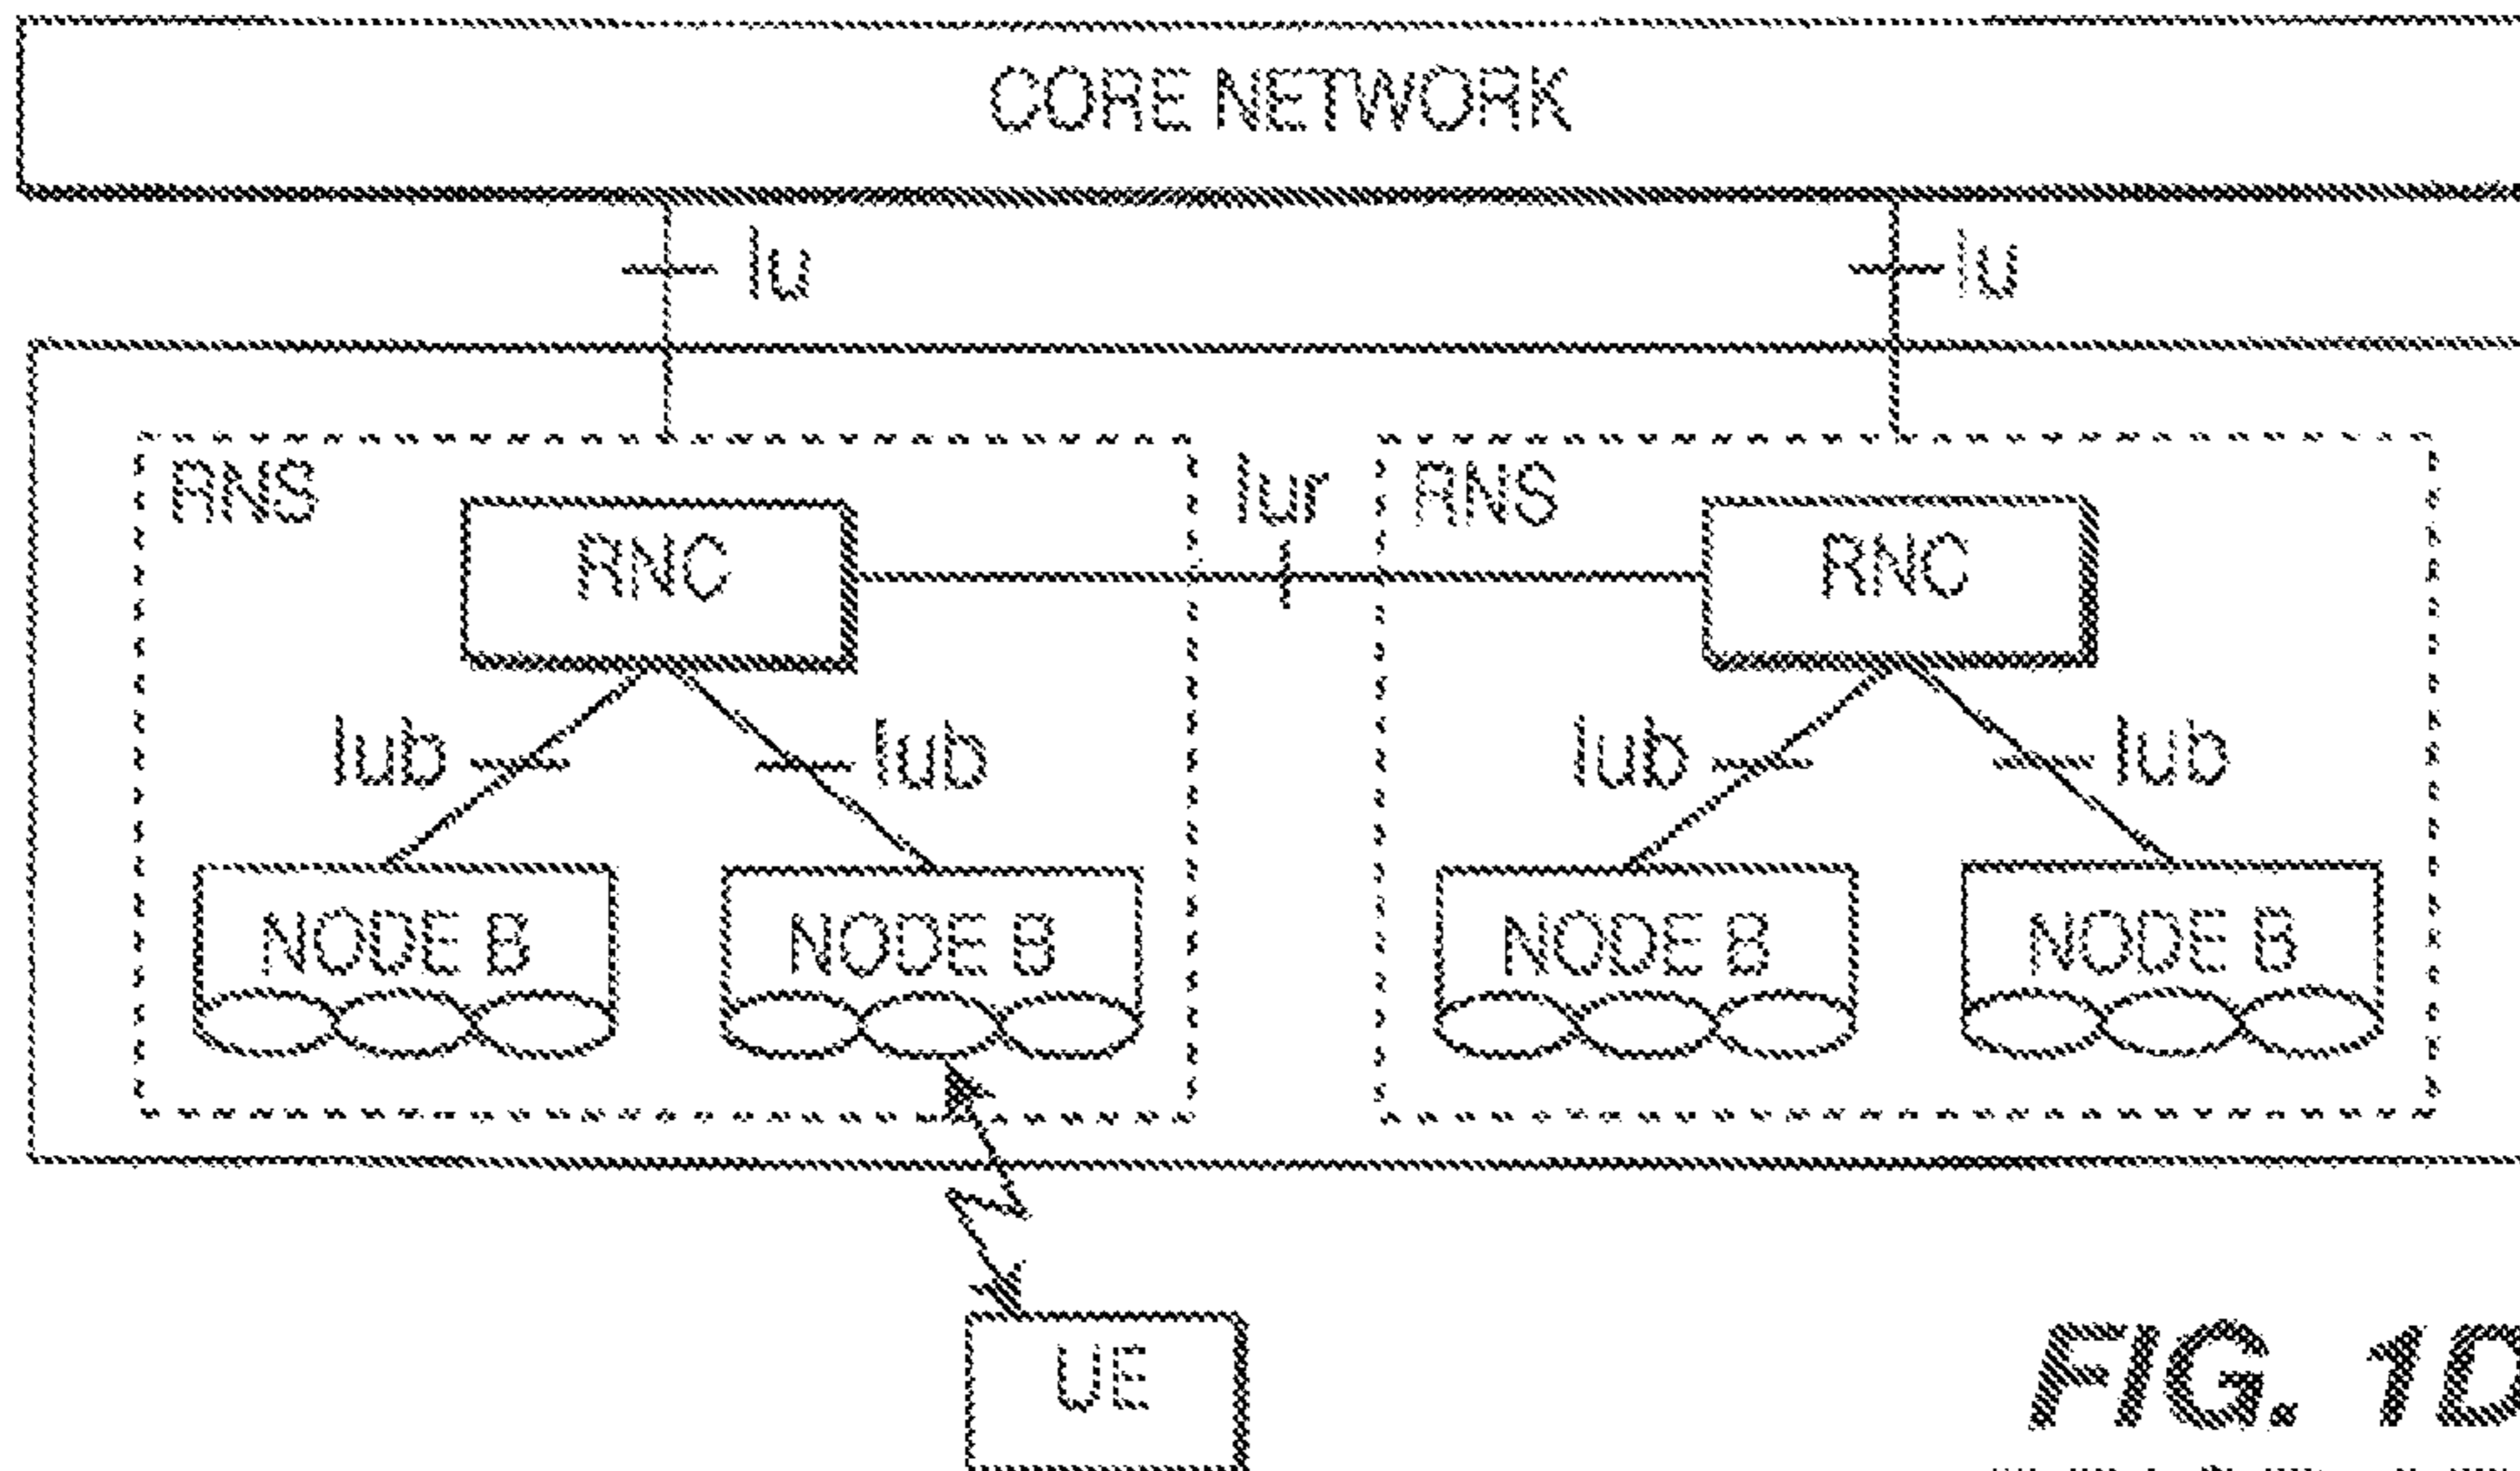 CORE NETWORK
Iu
Iu
RNS
Iur
RNS
RNC
RNC
Iub
Iub
Iub
Iub
NODE B
NODE B
NODE B
NODE B
UE
FIG. 1D